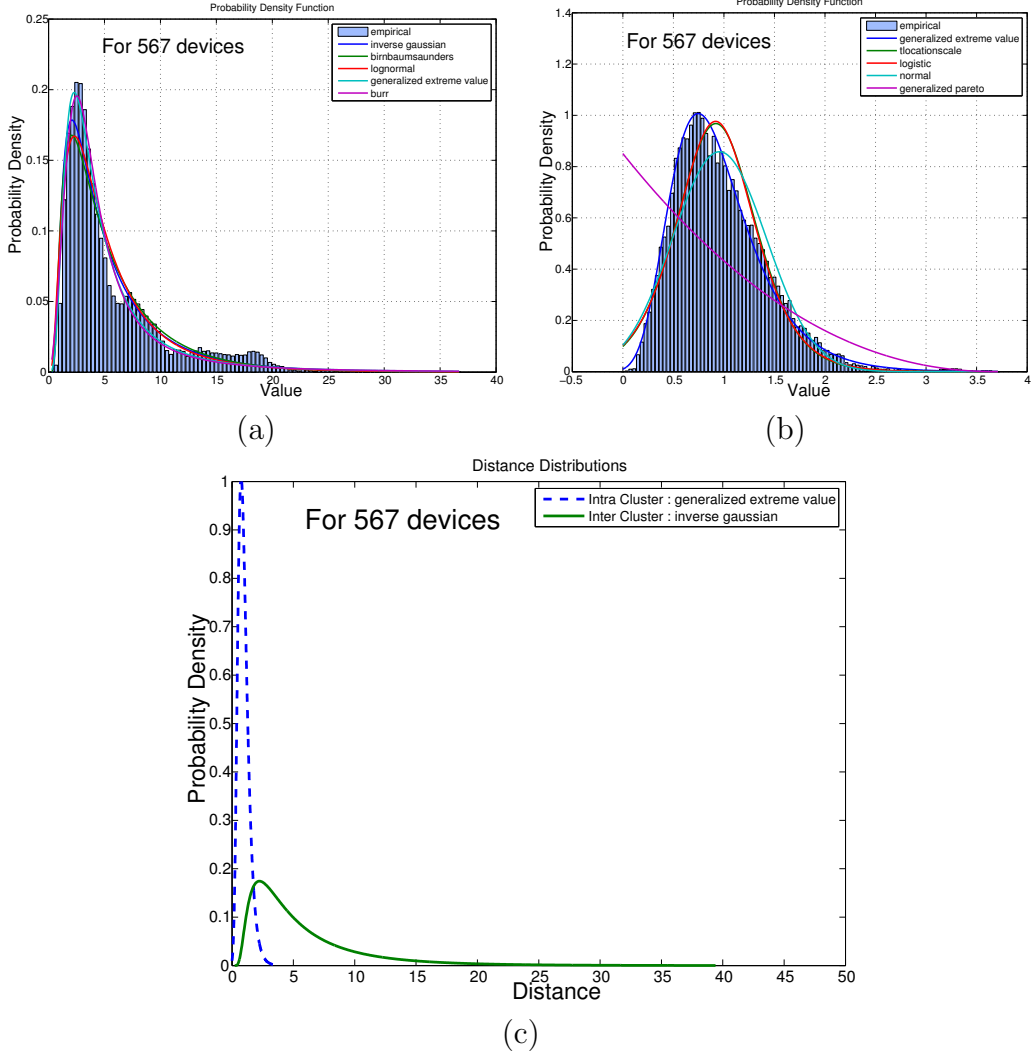 Probability Density Function
For 567 devices
empirical
inverse gaussian
birnbaumsaunders
lognormal
generalized extreme value
burr
Probability Density
0.25
0.2
0.15
0.1
0.05
0
0 5 10 15 20 25 30 35 40
Value
(a)
Probability Density Function
For 567 devices
empirical
generalized extreme value
tlocationscale
logistic
normal
generalized pareto
Probability Density
1.4
1.2
1
0.8
0.6
0.4
0.2
0
−0.5 0 0.5 1 1.5 2 2.5 3 3.5 4
Value
(b)
Distance Distributions
For 567 devices
Intra Cluster : generalized extreme value
Inter Cluster : inverse gaussian
Probability Density
1
0.9
0.8
0.7
0.6
0.5
0.4
0.3
0.2
0.1
0
0 5 10 15 20 25 30 35 40 45 50
Distance
(c)